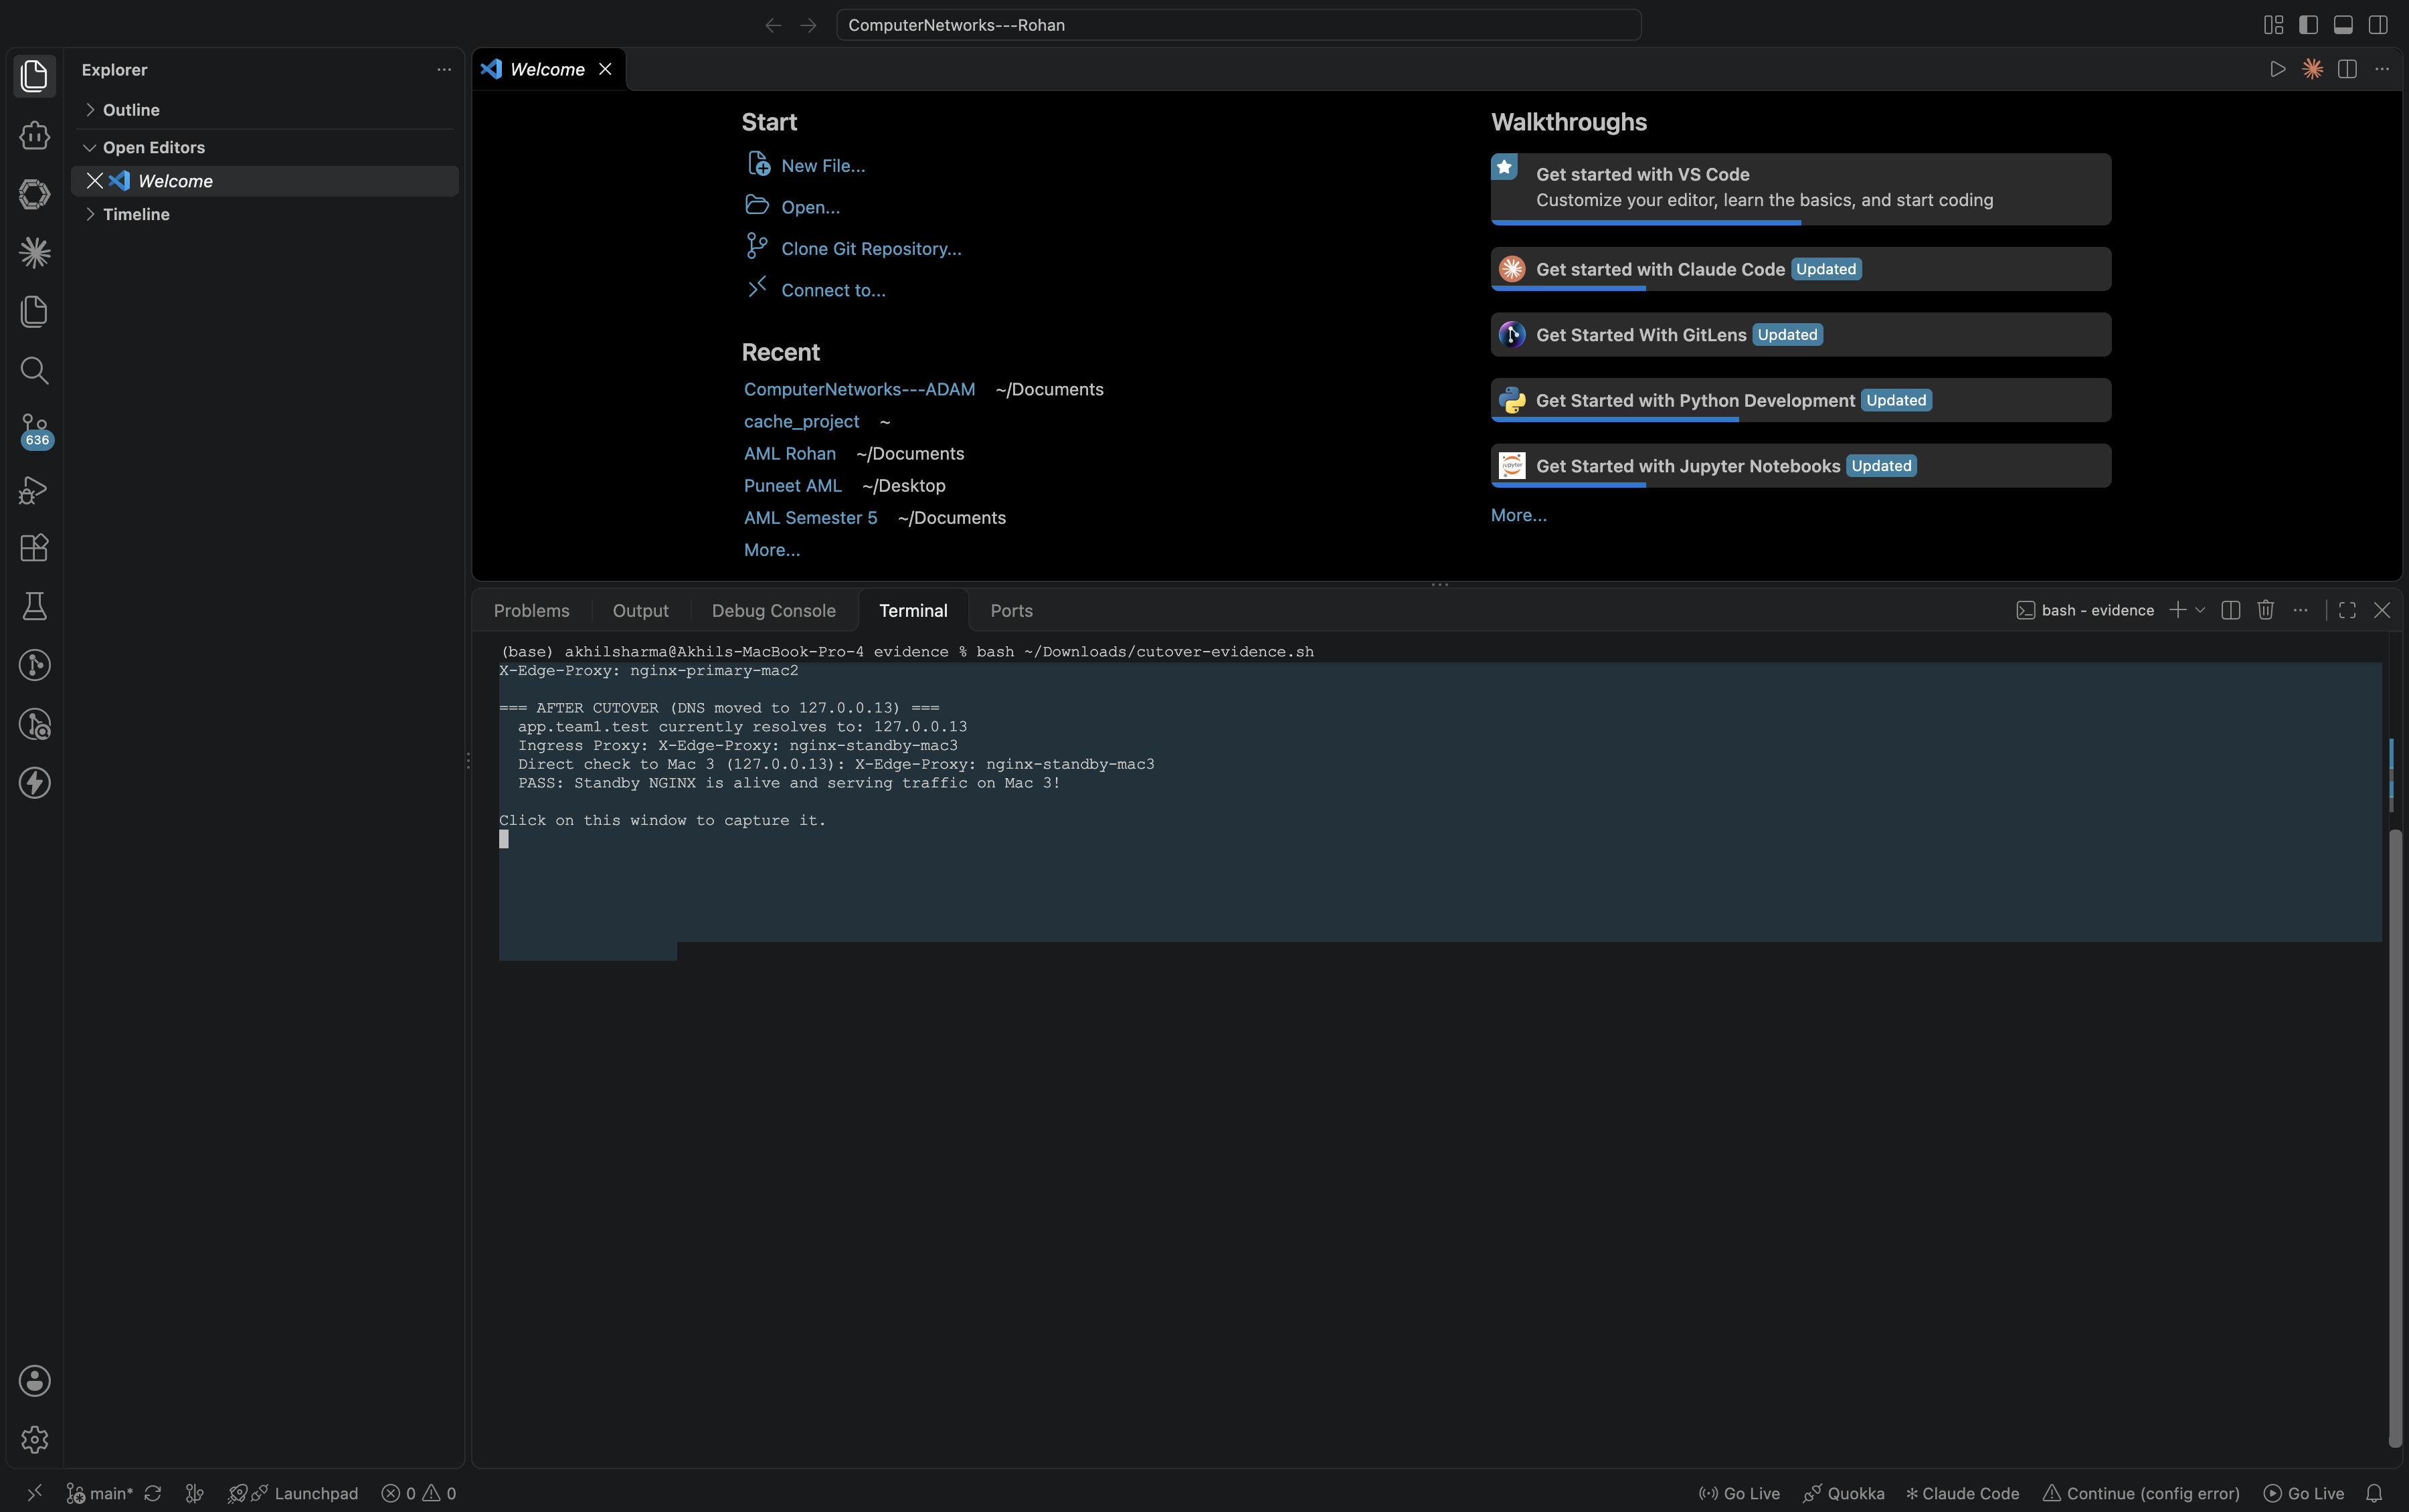 ComputerNetworks---Rohan
Explorer
Outline
Open Editors
Welcome
Timeline
636
Welcome
Start
New File...
Open...
Clone Git Repository...
Connect to...
Recent
ComputerNetworks---ADAM ~/Documents
cache_project ~
AML Rohan ~/Documents
Puneet AML ~/Desktop
AML Semester 5 ~/Documents
More...
Walkthroughs
Get started with VS Code
Customize your editor, learn the basics, and start coding
Get started with Claude Code Updated
Get Started With GitLens Updated
Get Started with Python Development Updated
jupyter
Get Started with Jupyter Notebooks Updated
More...
Problems Output Debug Console Terminal Ports
bash - evidence
(base) akhilsharma@Akhils-MacBook-Pro-4 evidence % bash ~/Downloads/cutover-evidence.sh
X-Edge-Proxy: nginx-primary-mac2
=== AFTER CUTOVER (DNS moved to 127.0.0.13) ===
app.team1.test currently resolves to: 127.0.0.13
Ingress Proxy: X-Edge-Proxy: nginx-standby-mac3
Direct check to Mac 3 (127.0.0.13): X-Edge-Proxy: nginx-standby-mac3
PASS: Standby NGINX is alive and serving traffic on Mac 3!
Click on this window to capture it.
main* Launchpad 0 0
Go Live Quokka Claude Code Continue (config error) Go Live